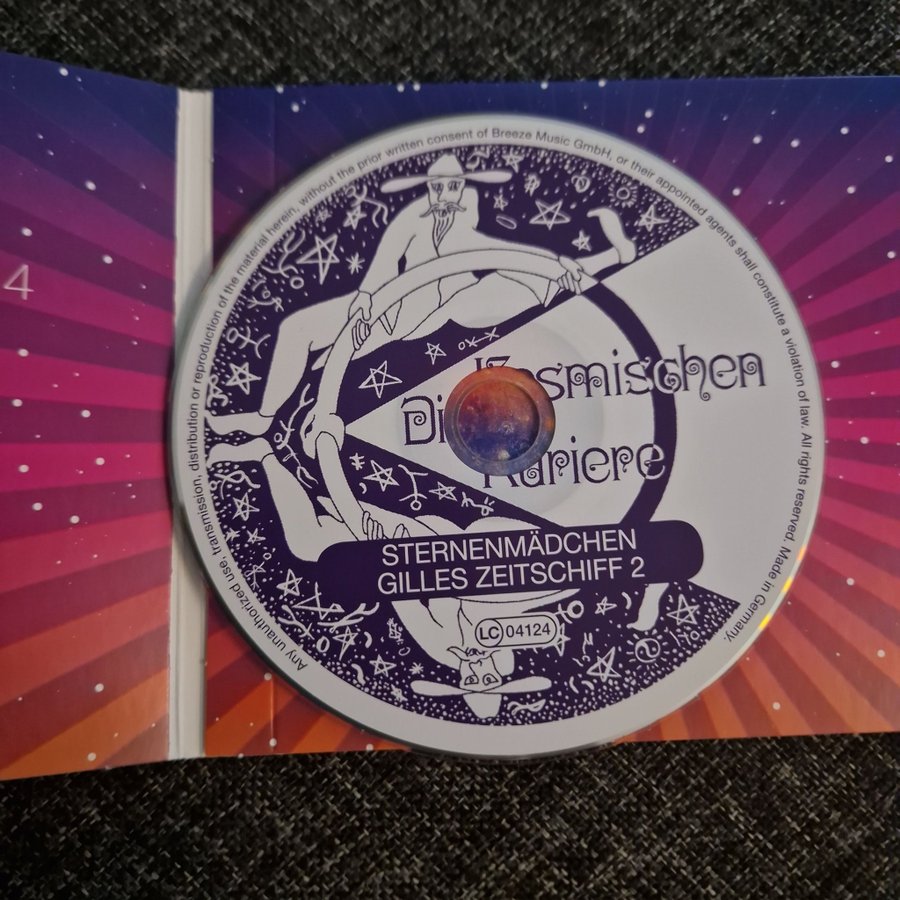 4
Any unauthorized use, transmission, distribution or reproduction of the material herein, without the prior written consent of Breeze Music GmbH, or their appointed agents shall constitute a violation of law. All rights reserved. Made in Germany.
Die Kosmischen
Kuriere
STERNENMÄDCHEN
GILLES ZEITSCHIFF 2
LC 04124